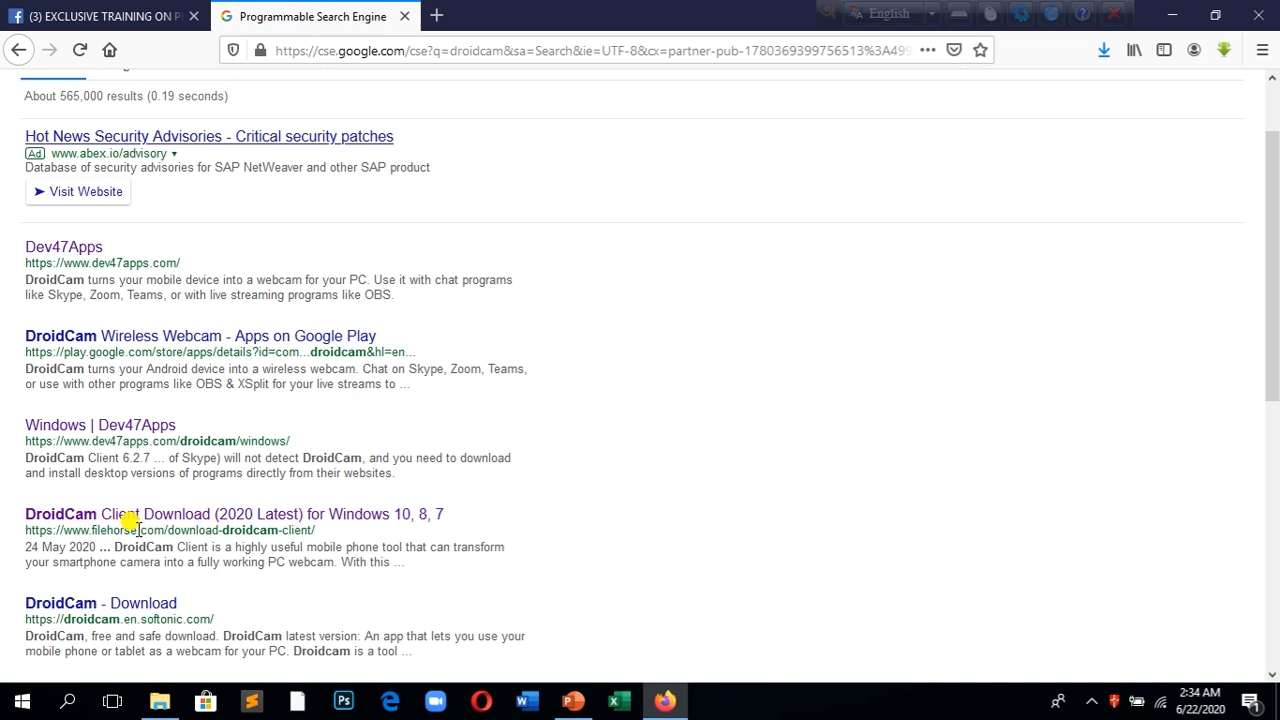 (3) EXCLUSIVE TRAINING ON P
Programmable Search Engine
English
https://cse.google.com/cse?q=droidcam&sa=Search&ie=UTF-8&cx=partner-pub-1780369399756513%3A499
About 565,000 results (0.19 seconds)
Hot News Security Advisories - Critical security patches
Ad www.abex.io/advisory
Database of security advisories for SAP NetWeaver and other SAP product
Visit Website
Dev47Apps
https://www.dev47apps.com/
DroidCam turns your mobile device into a webcam for your PC. Use it with chat programs
like Skype, Zoom, Teams, or with live streaming programs like OBS.
DroidCam Wireless Webcam - Apps on Google Play
https://play.google.com/store/apps/details?id=com...droidcam&hl=en...
DroidCam turns your Android device into a wireless webcam. Chat on Skype, Zoom, Teams,
or use with other programs like OBS & XSplit for your live streams to ...
Windows | Dev47Apps
https://www.dev47apps.com/droidcam/windows/
DroidCam Client 6.2.7 ... of Skype) will not detect DroidCam, and you need to download
and install desktop versions of programs directly from their websites.
DroidCam Client Download (2020 Latest) for Windows 10, 8, 7
https://www.filehorse.com/download-droidcam-client/
24 May 2020 ... DroidCam Client is a highly useful mobile phone tool that can transform
your smartphone camera into a fully working PC webcam. With this ...
DroidCam - Download
https://droidcam.en.softonic.com/
DroidCam, free and safe download. DroidCam latest version: An app that lets you use your
mobile phone or tablet as a webcam for your PC. Droidcam is a tool ...
Ps
2:34 AM
6/22/2020
1